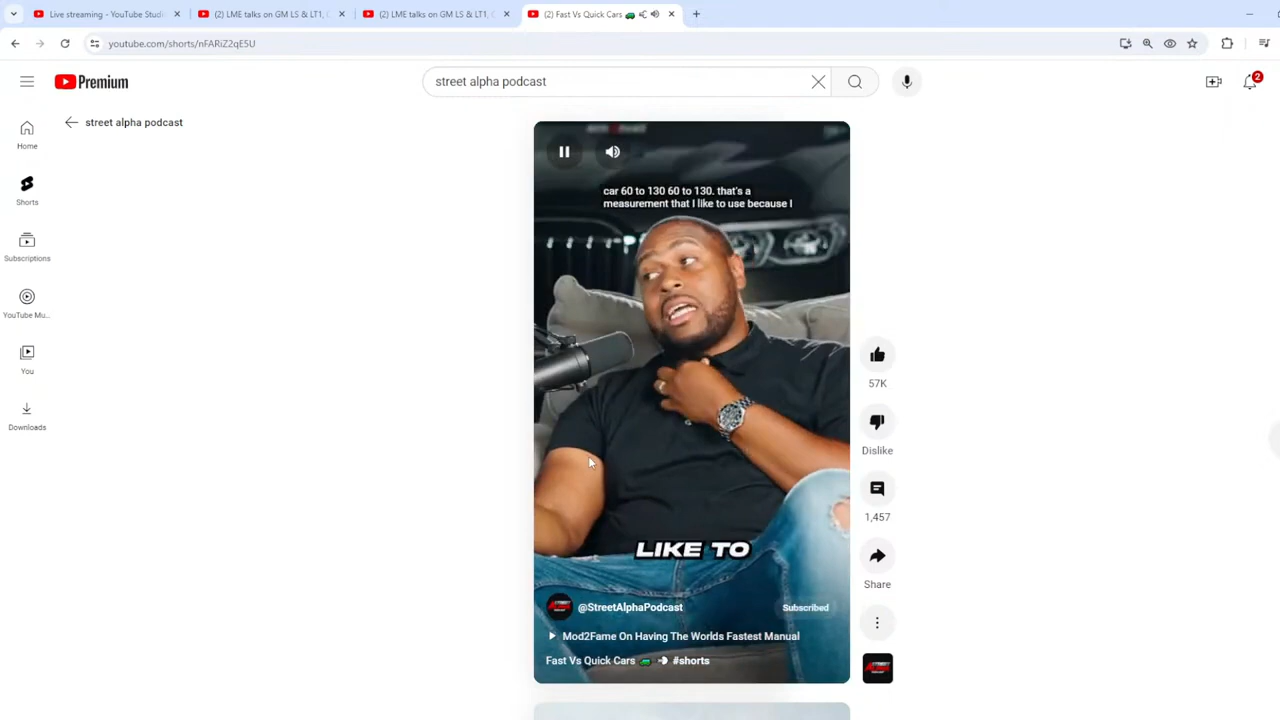 Live streaming - YouTube Studi
(2) LME talks on GM LS & LT1, (
(2) LME talks on GM LS & LT1, (
(2) Fast Vs Quick Cars
youtube.com/shorts/nFARiZ2qE5U
Premium
street alpha podcast
2
street alpha podcast
Home
Shorts
Subscriptions
YouTube Mu...
You
Downloads
car 60 to 130 60 to 130. that's a
measurement that I like to use because I
LIKE TO
@StreetAlphaPodcast
Subscribed
Mod2Fame On Having The Worlds Fastest Manual
Fast Vs Quick Cars #shorts
57K
Dislike
1,457
Share